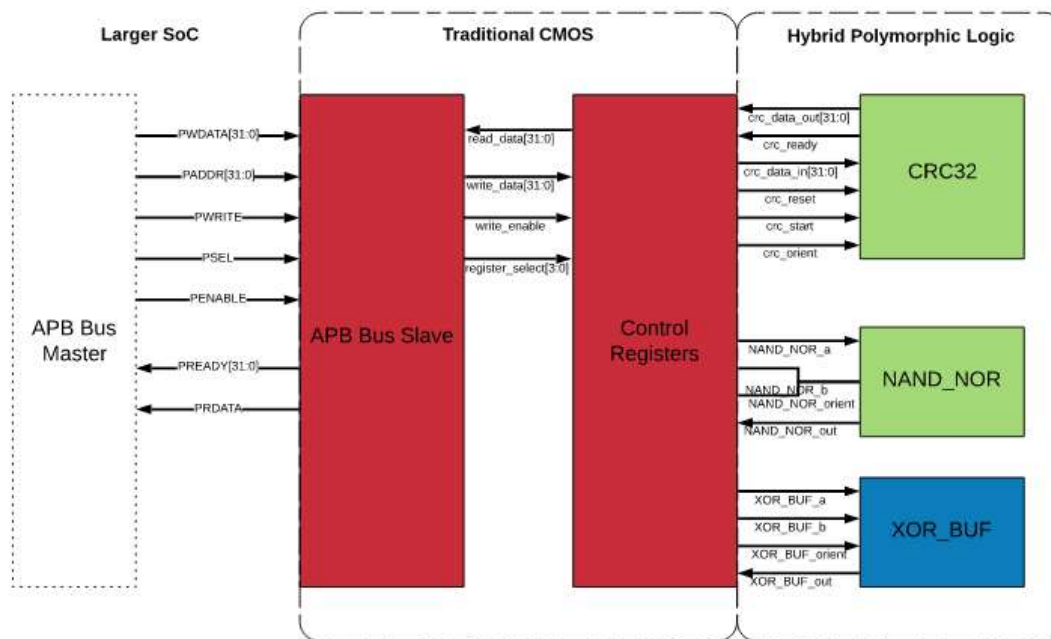 Larger SoC
Traditional CMOS
Hybrid Polymorphic Logic
APB Bus
Master
PWDATA[31:0]
PADDR[31:0]
PWRITE
PSEL
PENABLE
PREADY[31:0]
PRDATA
APB Bus Slave
read_data[31:0]
write_data[31:0]
write_enable
register_select[3:0]
Control
Registers
crc_data_out[31:0]
crc_ready
crc_data_in[31:0]
crc_reset
crc_start
crc_orient
CRC32
NAND_NOR_a
NAND_NOR_b
NAND_NOR_orient
NAND_NOR_out
NAND_NOR
XOR_BUF_a
XOR_BUF_b
XOR_BUF_orient
XOR_BUF_out
XOR_BUF